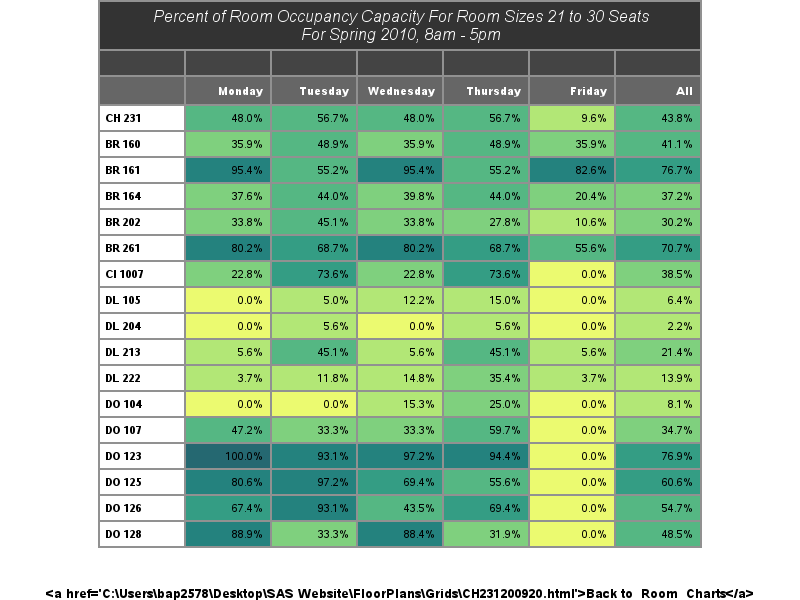 Percent of Room Occupancy Capacity For Room Sizes 21 to 30 Seats
For Spring 2010, 8am - 5pm
Monday Tuesday Wednesday Thursday Friday All
CH 231 48.0% 56.7% 48.0% 56.7% 9.6% 43.8%
BR 160 35.9% 48.9% 35.9% 48.9% 35.9% 41.1%
BR 161 95.4% 55.2% 95.4% 55.2% 82.6% 76.7%
BR 164 37.6% 44.0% 39.8% 44.0% 20.4% 37.2%
BR 202 33.8% 45.1% 33.8% 27.8% 10.6% 30.2%
BR 261 80.2% 68.7% 80.2% 68.7% 55.6% 70.7%
CI 1007 22.8% 73.6% 22.8% 73.6% 0.0% 38.5%
DL 105 0.0% 5.0% 12.2% 15.0% 0.0% 6.4%
DL 204 0.0% 5.6% 0.0% 5.6% 0.0% 2.2%
DL 213 5.6% 45.1% 5.6% 45.1% 5.6% 21.4%
DL 222 3.7% 11.8% 14.8% 35.4% 3.7% 13.9%
DO 104 0.0% 0.0% 15.3% 25.0% 0.0% 8.1%
DO 107 47.2% 33.3% 33.3% 59.7% 0.0% 34.7%
DO 123 100.0% 93.1% 97.2% 94.4% 0.0% 76.9%
DO 125 80.6% 97.2% 69.4% 55.6% 0.0% 60.6%
DO 126 67.4% 93.1% 43.5% 69.4% 0.0% 54.7%
DO 128 88.9% 33.3% 88.4% 31.9% 0.0% 48.5%
<a href='C:\Users\bap2578\Desktop\SAS Website\FloorPlans\Grids\CH231200920.html'>Back to Room Charts</a>